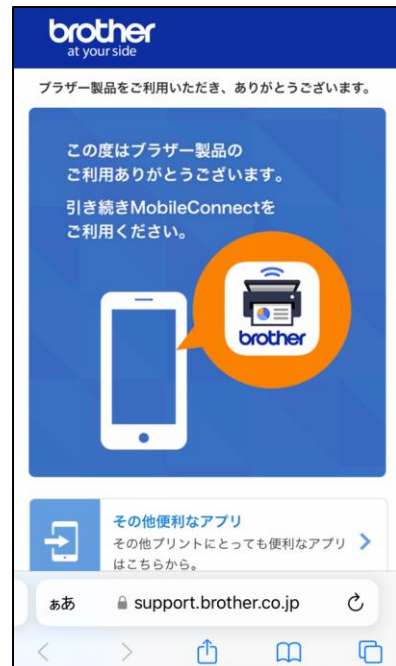 brother
at your side
ブラザー製品をご利用いただき、ありがとうございます。
この度はブラザー製品の
ご利用ありがとうございます。
引き続きMobileConnectを
ご利用ください。
brother
その他便利なアプリ
その他プリントにとっても便利なアプリ
はこちらから。
ぁあ
support.brother.co.jp